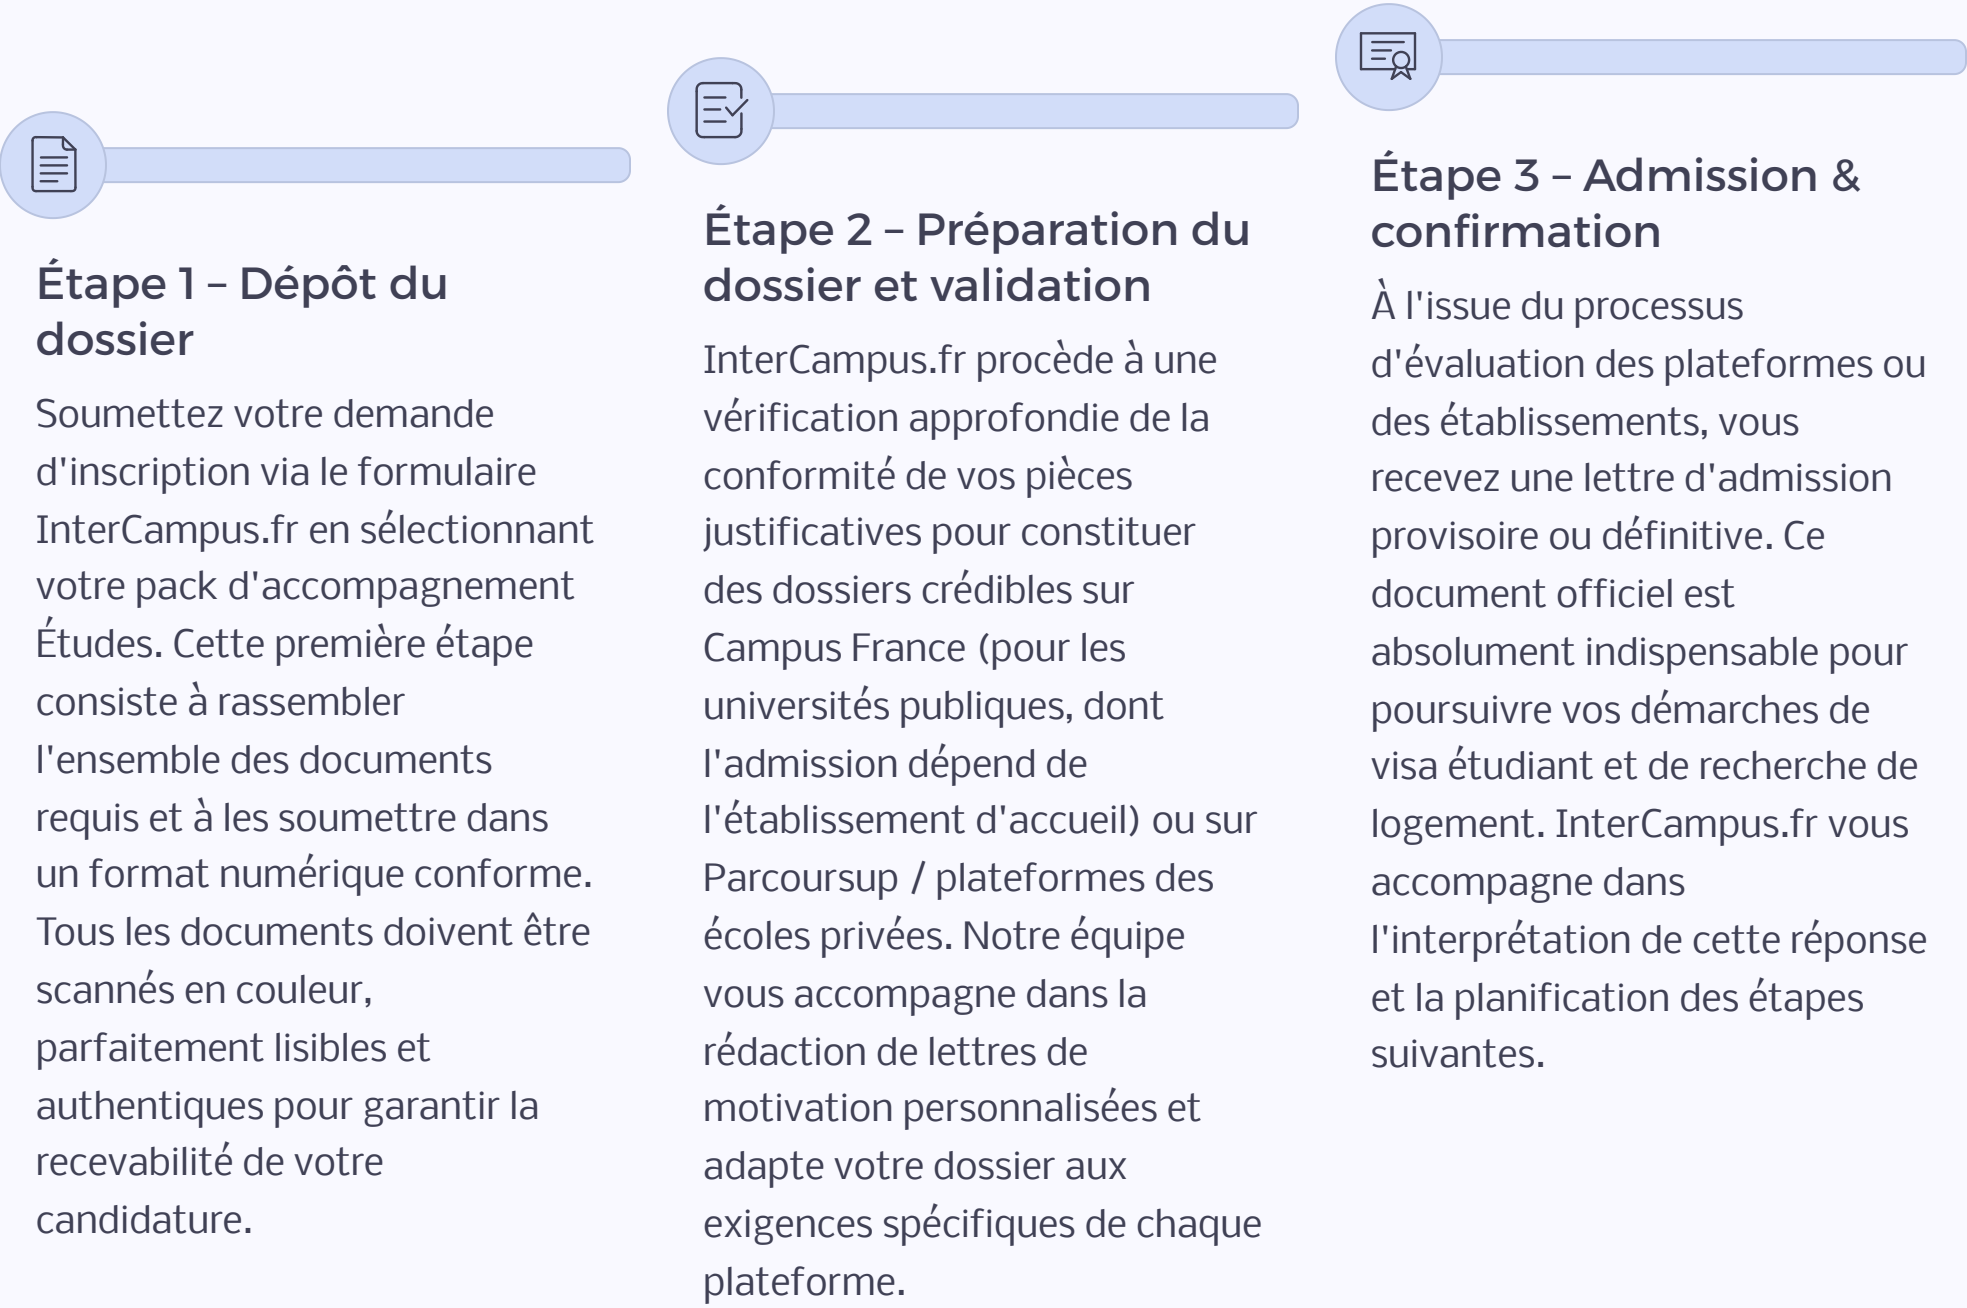 Étape 1 – Dépôt du
dossier
Soumettez votre demande
d'inscription via le formulaire
InterCampus.fr en sélectionnant
votre pack d'accompagnement
Études. Cette première étape
consiste à rassembler
l'ensemble des documents
requis et à les soumettre dans
un format numérique conforme.
Tous les documents doivent être
scannés en couleur,
parfaitement lisibles et
authentiques pour garantir la
recevabilité de votre
candidature.
Étape 2 – Préparation du
dossier et validation
InterCampus.fr procède à une
vérification approfondie de la
conformité de vos pièces
justificatives pour constituer
des dossiers crédibles sur
Campus France (pour les
universités publiques, dont
l'admission dépend de
l'établissement d'accueil) ou sur
Parcoursup / plateformes des
écoles privées. Notre équipe
vous accompagne dans la
rédaction de lettres de
motivation personnalisées et
adapte votre dossier aux
exigences spécifiques de chaque
plateforme.
Étape 3 – Admission &
confirmation
À l'issue du processus
d'évaluation des plateformes ou
des établissements, vous
recevez une lettre d'admission
provisoire ou définitive. Ce
document officiel est
absolument indispensable pour
poursuivre vos démarches de
visa étudiant et de recherche de
logement. InterCampus.fr vous
accompagne dans
l'interprétation de cette réponse
et la planification des étapes
suivantes.